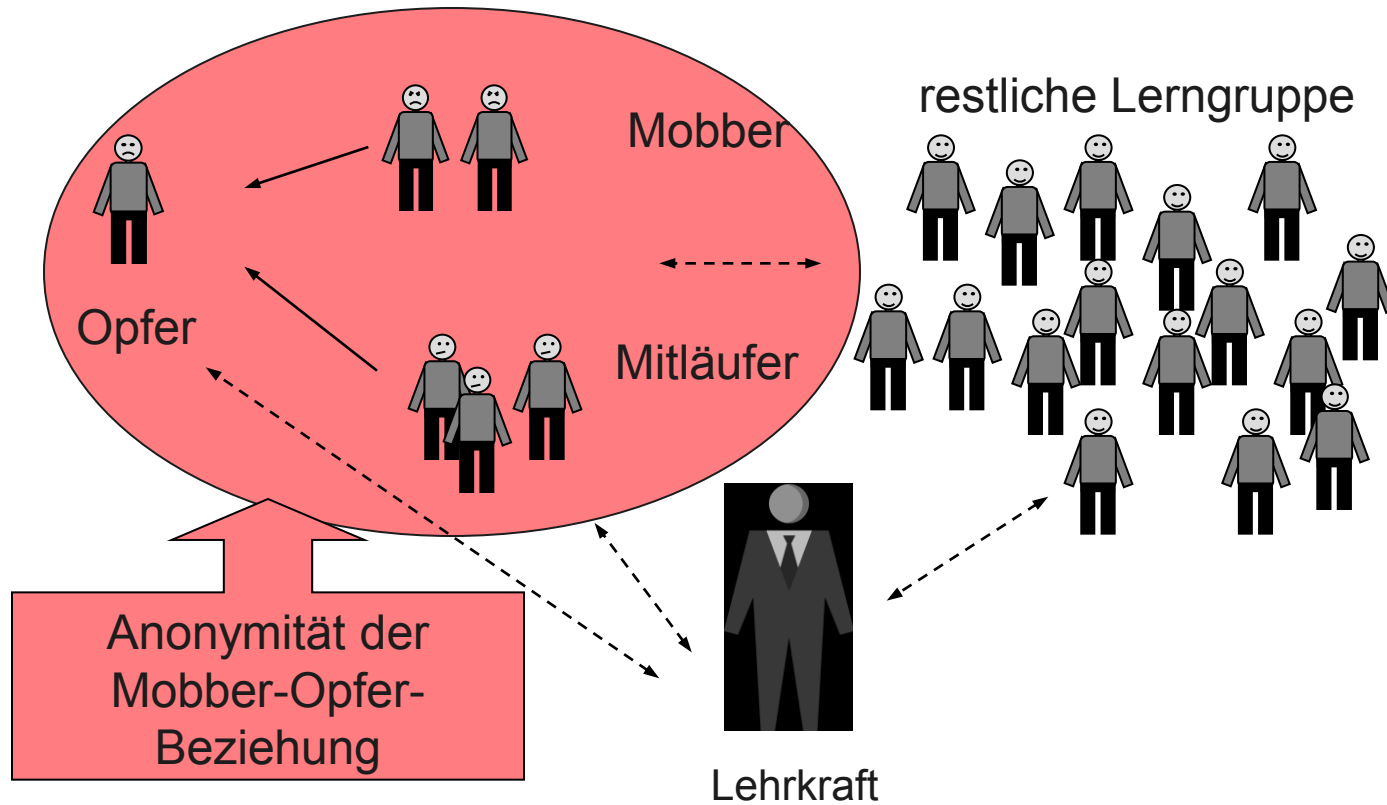 restliche Lerngruppe
Mobber
Opfer
Mitläufer
Anonymität der
Mobber-Opfer-
Beziehung
Lehrkraft